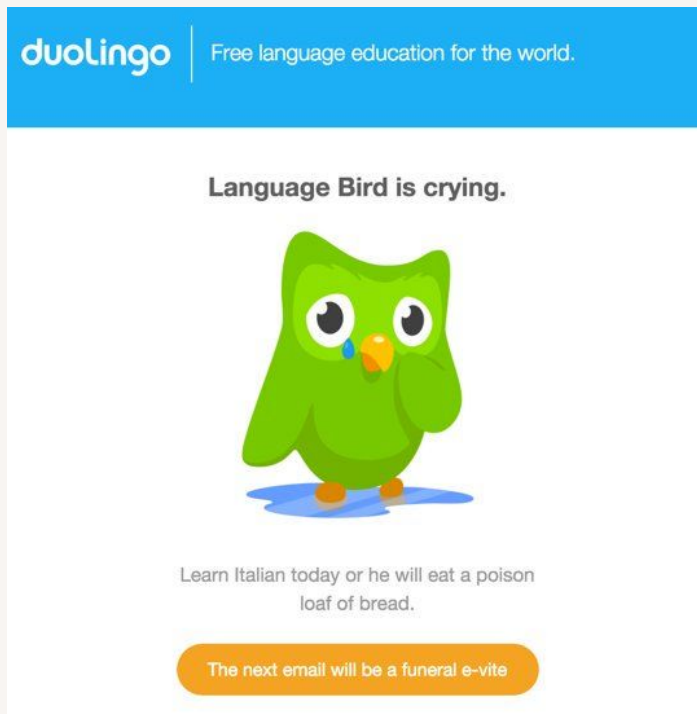 duolingo
Free language education for the world.
Language Bird is crying.
Learn Italian today or he will eat a poison
loaf of bread.
The next email will be a funeral e-vite